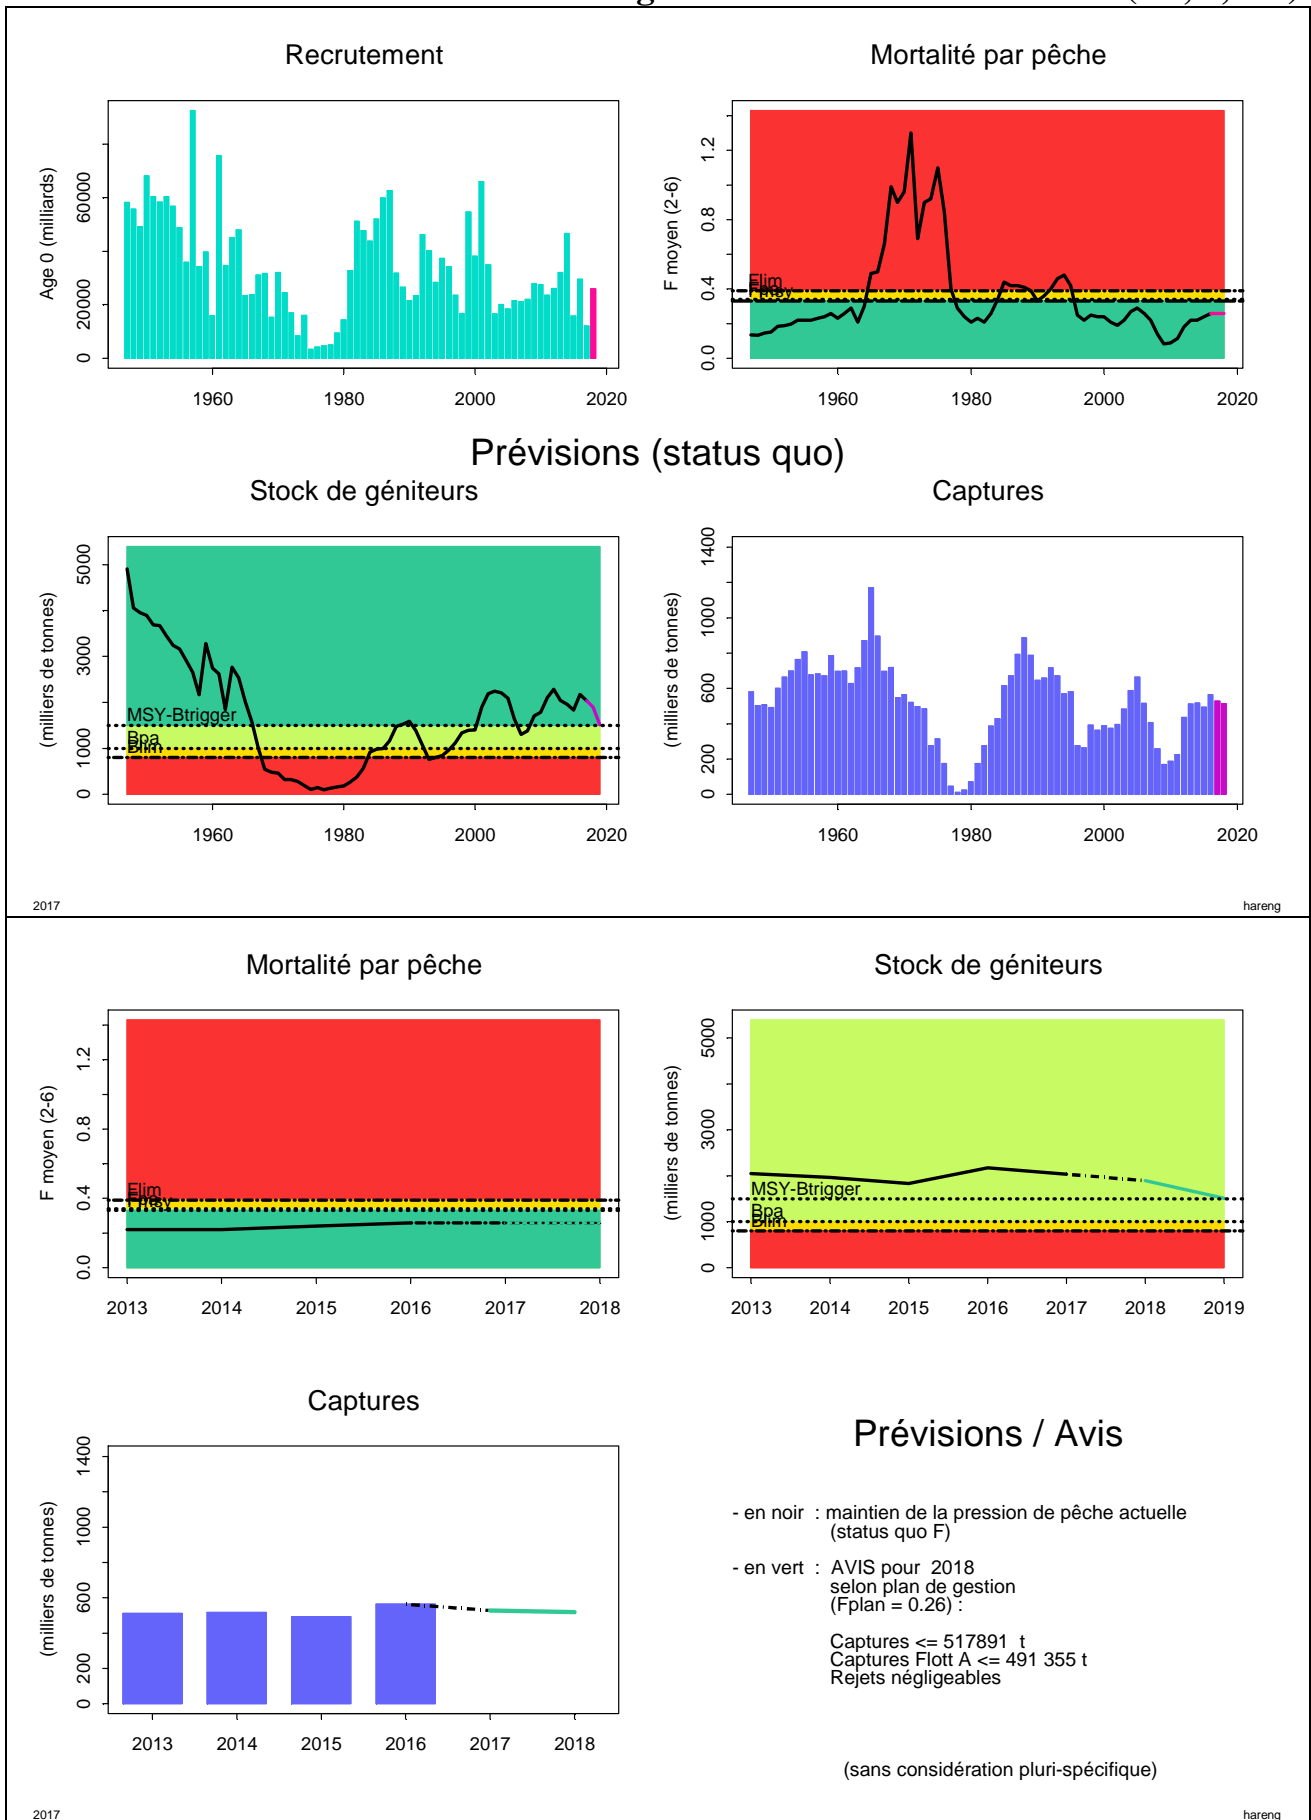 Recrutement
Age 0 (milliards)
0 20000 60000
1960 1980 2000 2020
Mortalité par pêche
F moyen (2-6)
0.0 0.4 0.8 1.2
Flim
Fmsy
1960 1980 2000 2020
Prévisions (status quo)
Stock de géniteurs
(milliers de tonnes)
0 1000 3000 5000
MSY-Btrigger
Bpa
Blim
1960 1980 2000 2020
Captures
(milliers de tonnes)
0 200 600 1000 1400
1960 1980 2000 2020
2017
hareng
Mortalité par pêche
F moyen (2-6)
0.0 0.4 0.8 1.2
Flim
Fmsy
2013 2014 2015 2016 2017 2018
Stock de géniteurs
(milliers de tonnes)
0 1000 3000 5000
MSY-Btrigger
Bpa
Blim
2013 2014 2015 2016 2017 2018 2019
Captures
(milliers de tonnes)
0 200 600 1000 1400
2013 2014 2015 2016 2017 2018
Prévisions / Avis
- en noir : maintien de la pression de pêche actuelle
(status quo F)
- en vert : AVIS pour 2018
selon plan de gestion
(Fplan = 0.26) :
Captures <= 517891 t
Captures Flott A <= 491 355 t
Rejets négligeables
(sans considération pluri-spécifique)
2017
hareng